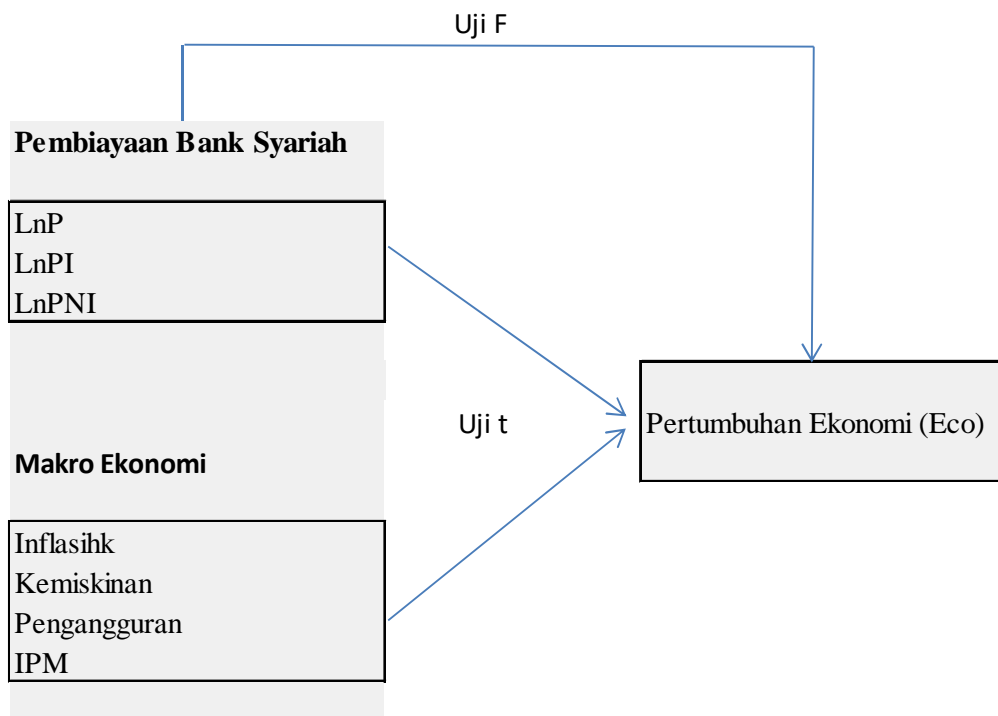 Uji F
Pembiayaan Bank Syariah
LnP
LnPI
LnPNI
Uji t
Pertumbuhan Ekonomi (Eco)
Makro Ekonomi
Inflasihk
Kemiskinan
Pengangguran
IPM